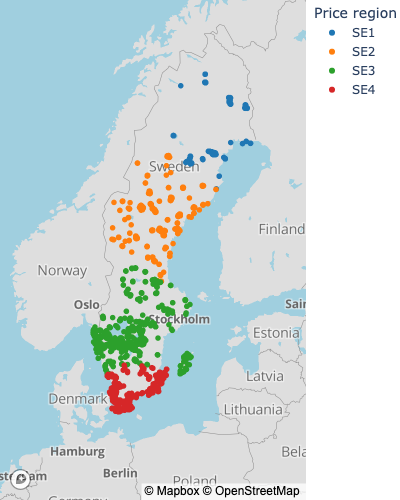 Price region
SE1
SE2
SE3
SE4
Sweden
Finland
Norway
Oslo
Sain
Stockholm
Estonia
Latvia
Denmark
Lithuania
Hamburg
Berlin
Poland
Bela
© Mapbox © OpenStreetMap